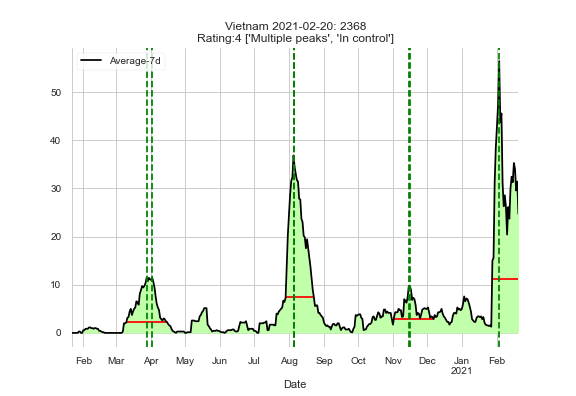 Vietnam 2021-02-20: 2368
Rating:4 ['Multiple peaks', 'In control']
Average-7d
50
40
30
20
10
0
Feb Mar Apr May Jun Jul Aug Sep Oct Nov Dec Jan Feb
2021
Date